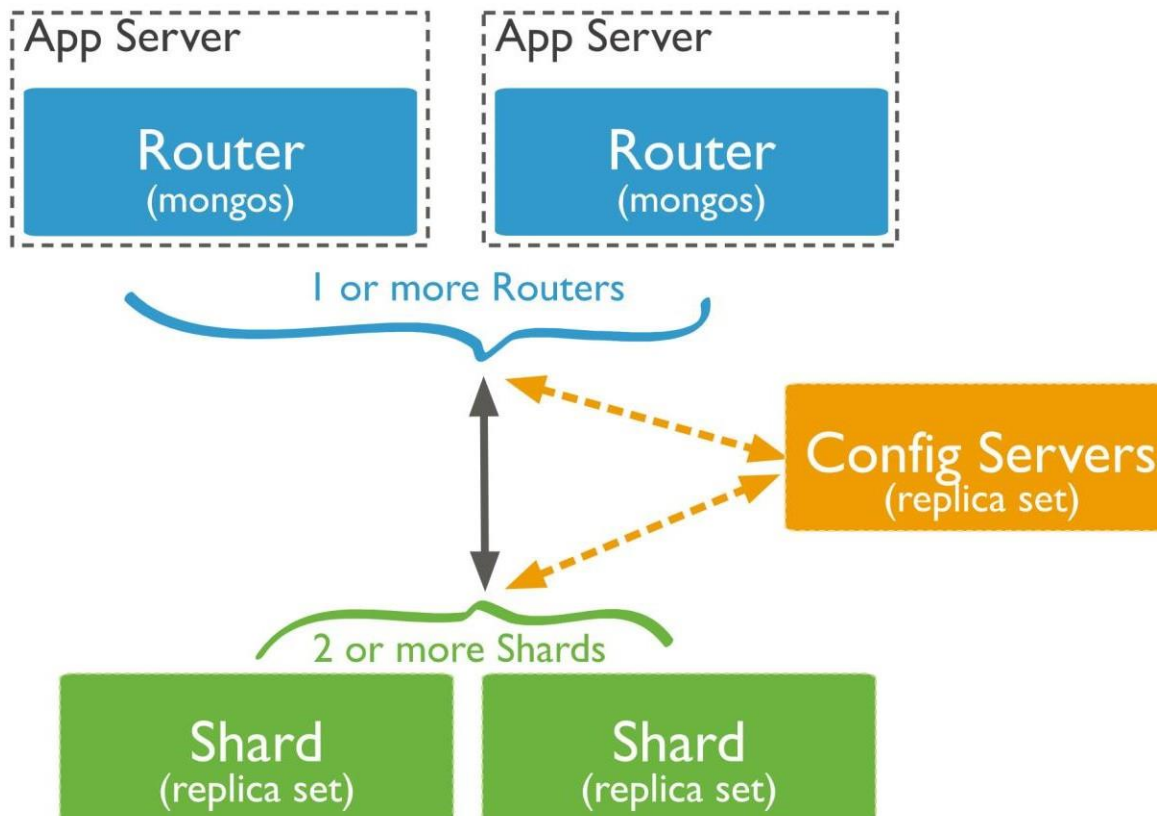 App Server
Router
(mongos)
App Server
Router
(mongos)
1 or more Routers
Config Servers
(replica set)
2 or more Shards
Shard
(replica set)
Shard
(replica set)